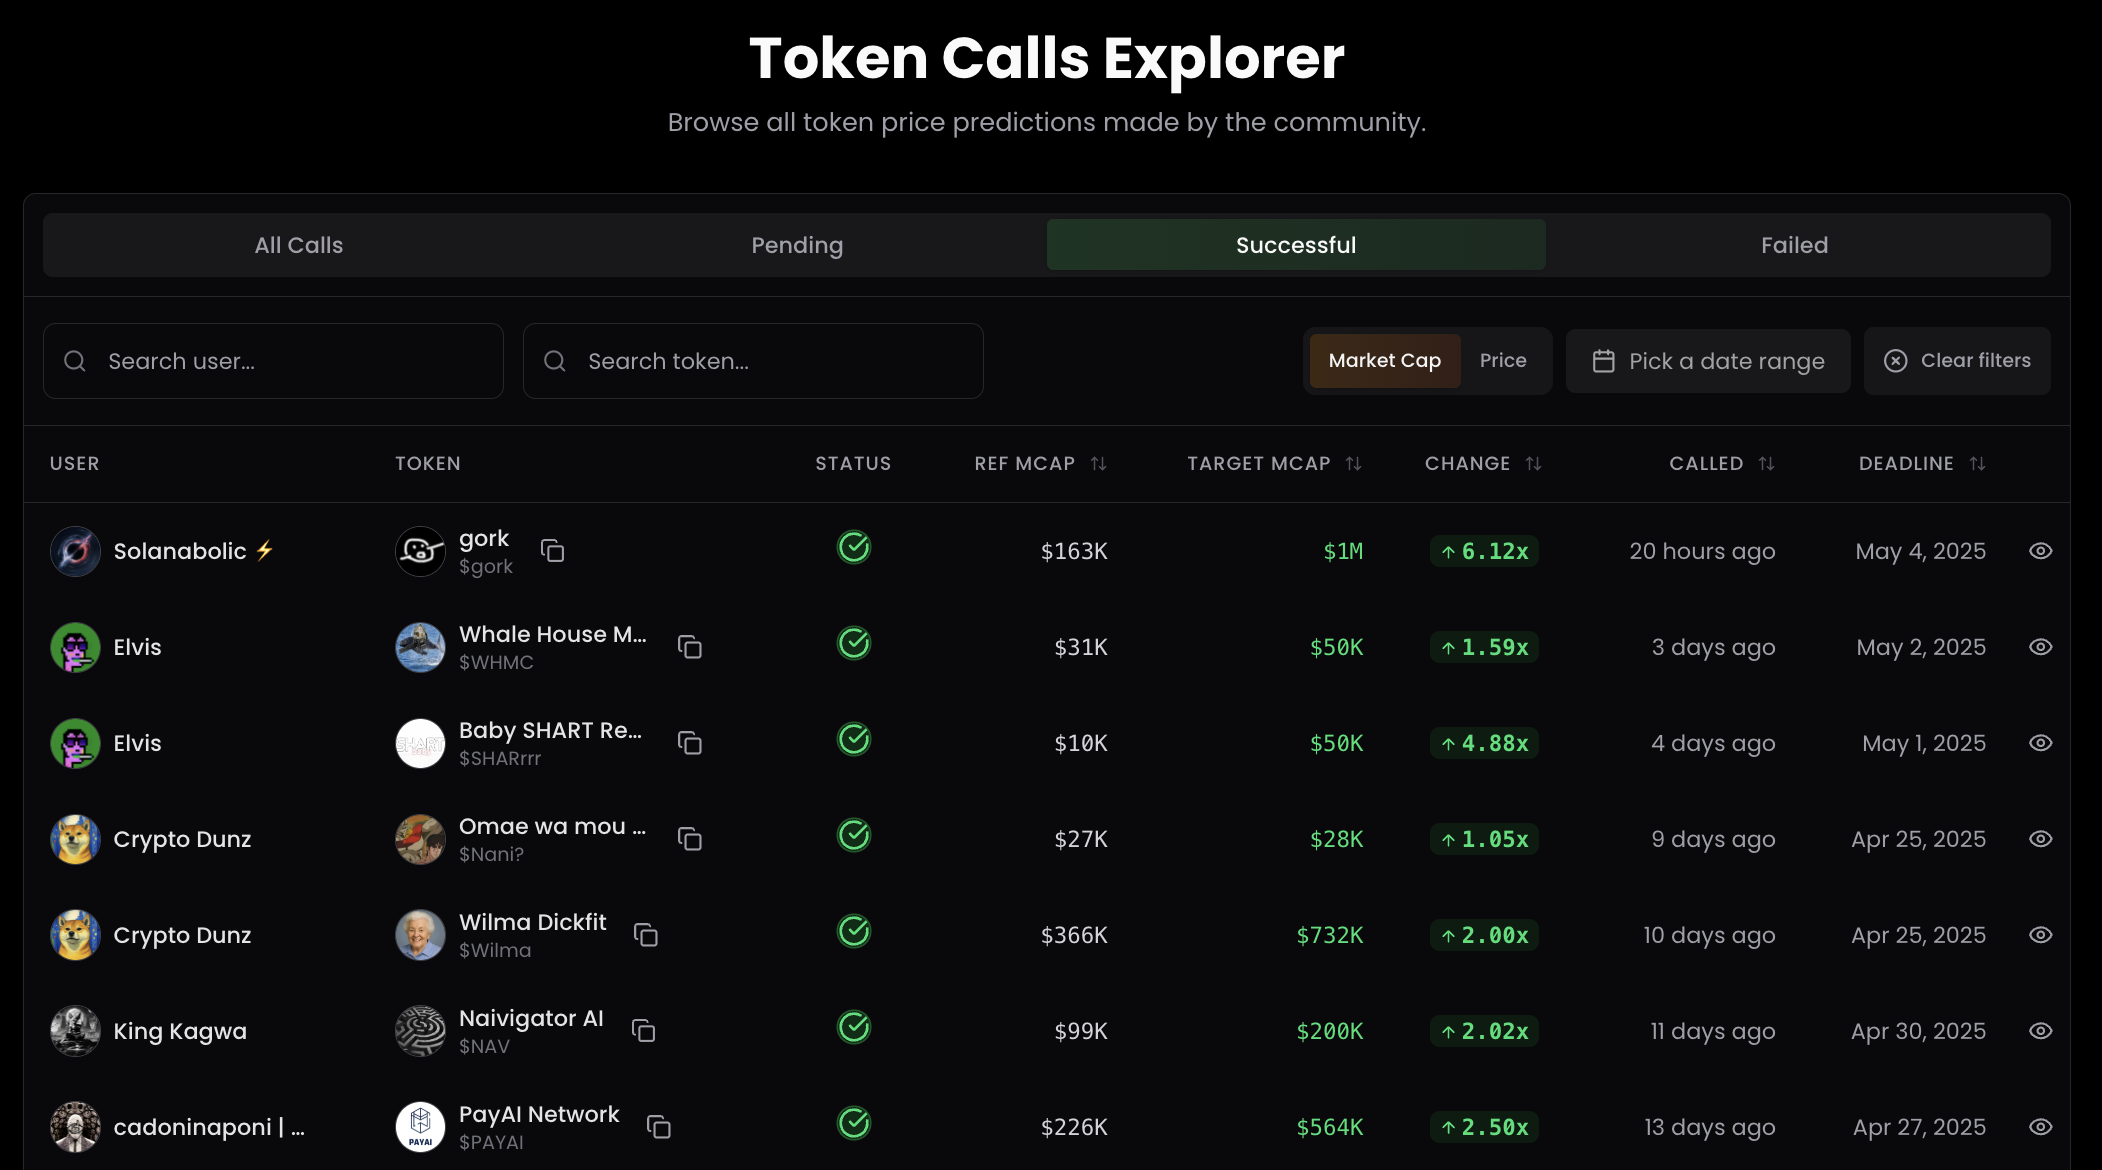 Token Calls Explorer
Browse all token price predictions made by the community.
All Calls Pending Successful Failed
Search user... Search token... Market Cap Price Pick a date range Clear filters
USER TOKEN STATUS REF MCAP TARGET MCAP CHANGE CALLED DEADLINE
Solanabolic ⚡ gork $163K $1M ↑ 6.12x 20 hours ago May 4, 2025
$gork
Elvis Whale House M... $31K $50K ↑ 1.59x 3 days ago May 2, 2025
$WHMC
Elvis Baby SHART Re... $10K $50K ↑ 4.88x 4 days ago May 1, 2025
SHART
$SHARrrr
Crypto Dunz Omae wa mou ... $27K $28K ↑ 1.05x 9 days ago Apr 25, 2025
$Nani?
Crypto Dunz Wilma Dickfit $366K $732K ↑ 2.00x 10 days ago Apr 25, 2025
$Wilma
King Kagwa Naivigator AI $99K $200K ↑ 2.02x 11 days ago Apr 30, 2025
$NAV
cadoninaponi | ... PayAI Network $226K $564K ↑ 2.50x 13 days ago Apr 27, 2025
PAYAI $PAYAI